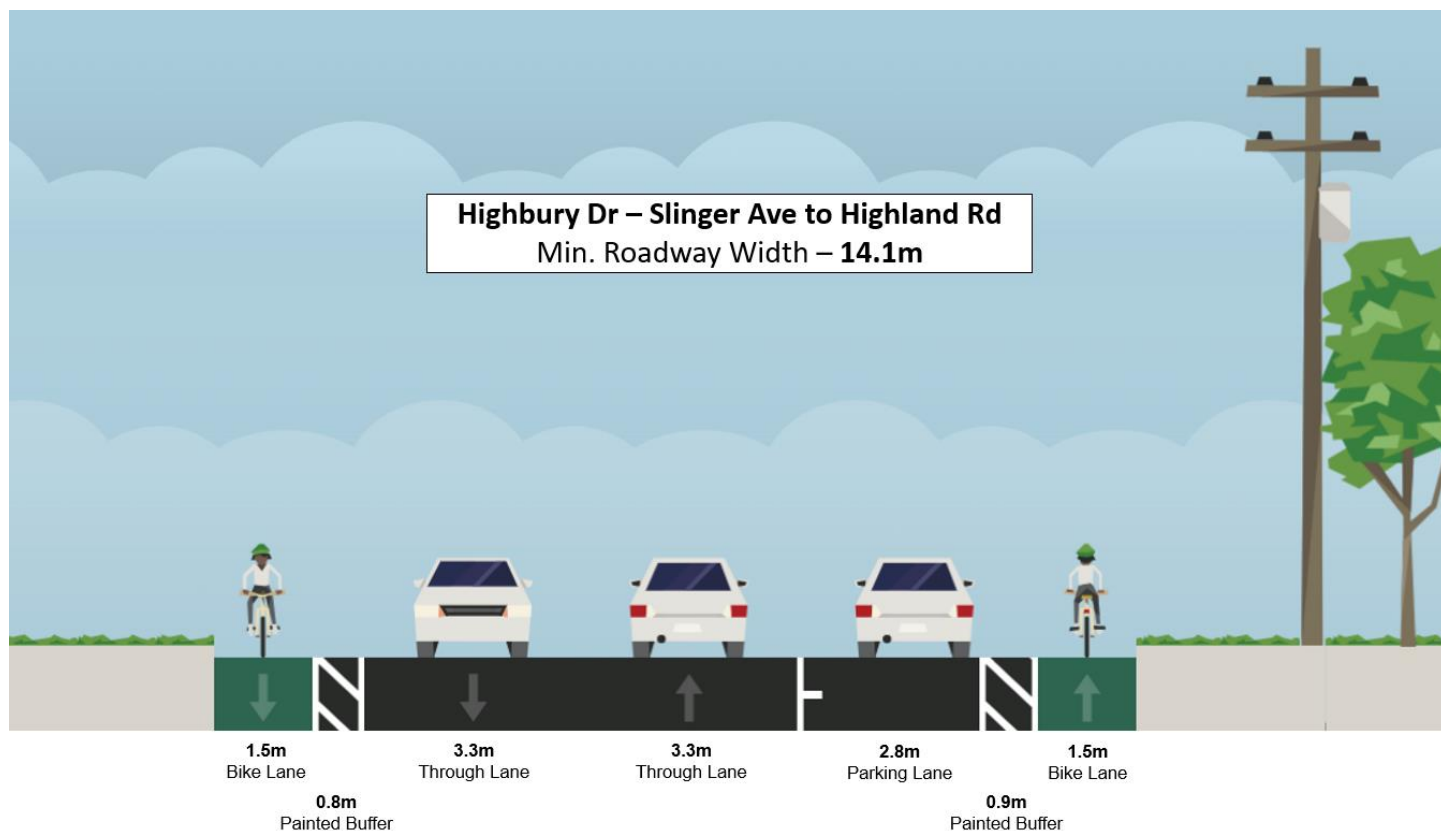 Highbury Dr – Slinger Ave to Highland Rd
Min. Roadway Width – 14.1m
1.5m
Bike Lane
3.3m
Through Lane
3.3m
Through Lane
2.8m
Parking Lane
1.5m
Bike Lane
0.8m
Painted Buffer
0.9m
Painted Buffer